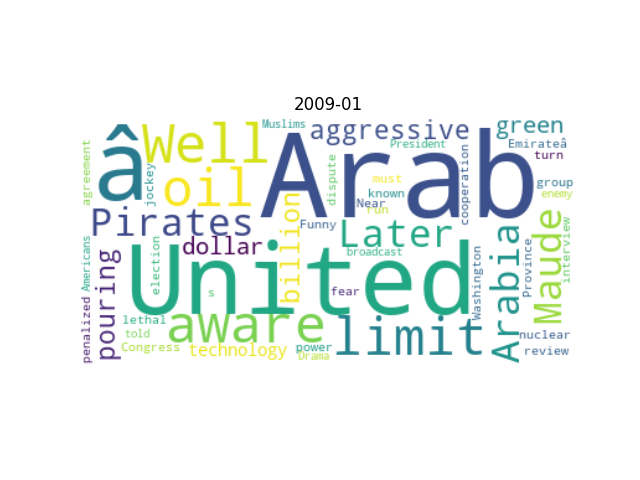 2009-01
â
Well
Arab
aggressive
green
Muslims
President
Emirateâ
turn
agreement
jockey
oil
dispute
must
known
Near
run
cooperation
group
enemy
Pirates
dollar
billion
Funny
Later
broadcast
Arabia
Province
Maude
interview
Americans
election
United
s
fear
Washington
penalized
pouring
lethal
told
Congress
aware
technology
power
Drama
limit
nuclear
review